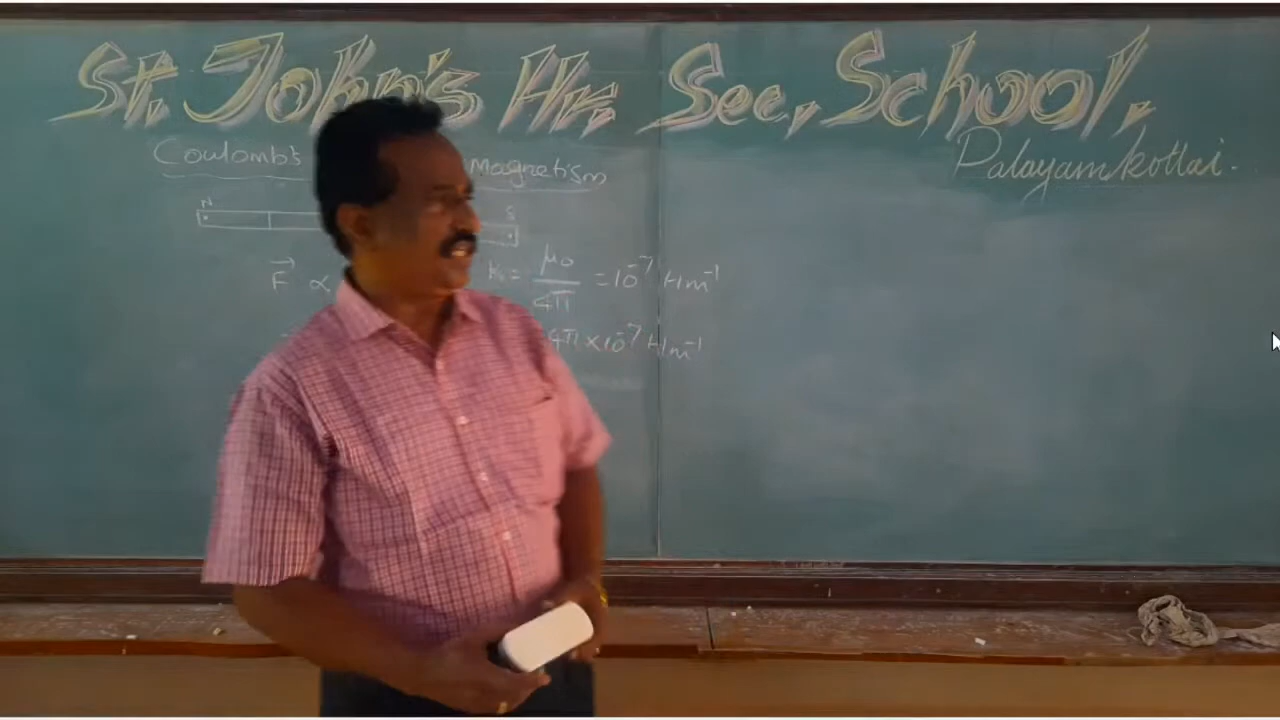 St. John's Hr. Sec, School,
Palayamkottai.
Coulomb's Magnetism
N S
F⃗ ∝ = μ₀/4π = 10⁻⁷ Hm⁻¹
4π × 10⁻⁷ Hm⁻¹